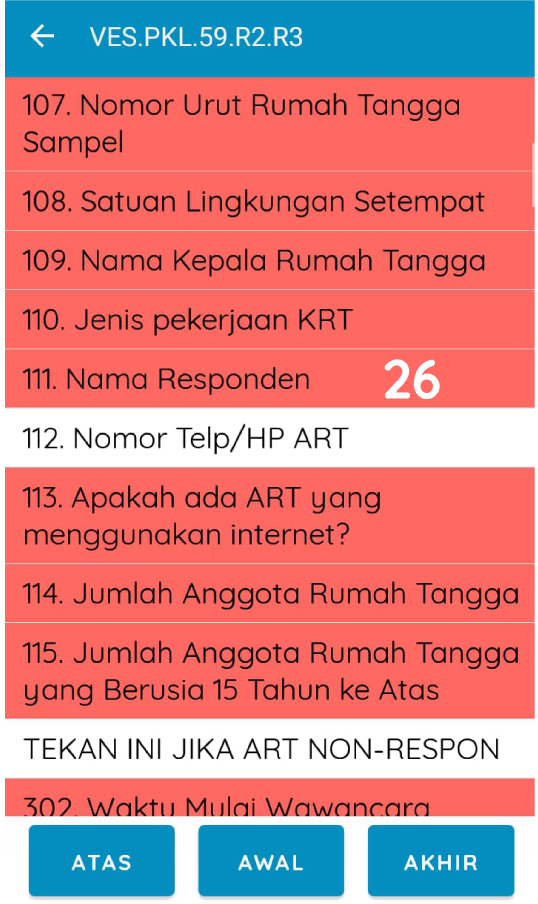 VES.PKL.59.R2.R3
107. Nomor Urut Rumah Tangga
Sampel
108. Satuan Lingkungan Setempat
109. Nama Kepala Rumah Tangga
110. Jenis pekerjaan KRT
111. Nama Responden
26
112. Nomor Telp/HP ART
113. Apakah ada ART yang
menggunakan internet?
114. Jumlah Anggota Rumah Tangga
115. Jumlah Anggota Rumah Tangga
yang Berusia 15 Tahun ke Atas
TEKAN INI JIKA ART NON-RESPON
302. Waktu Mulai Wawancara
ATAS AWAL AKHIR